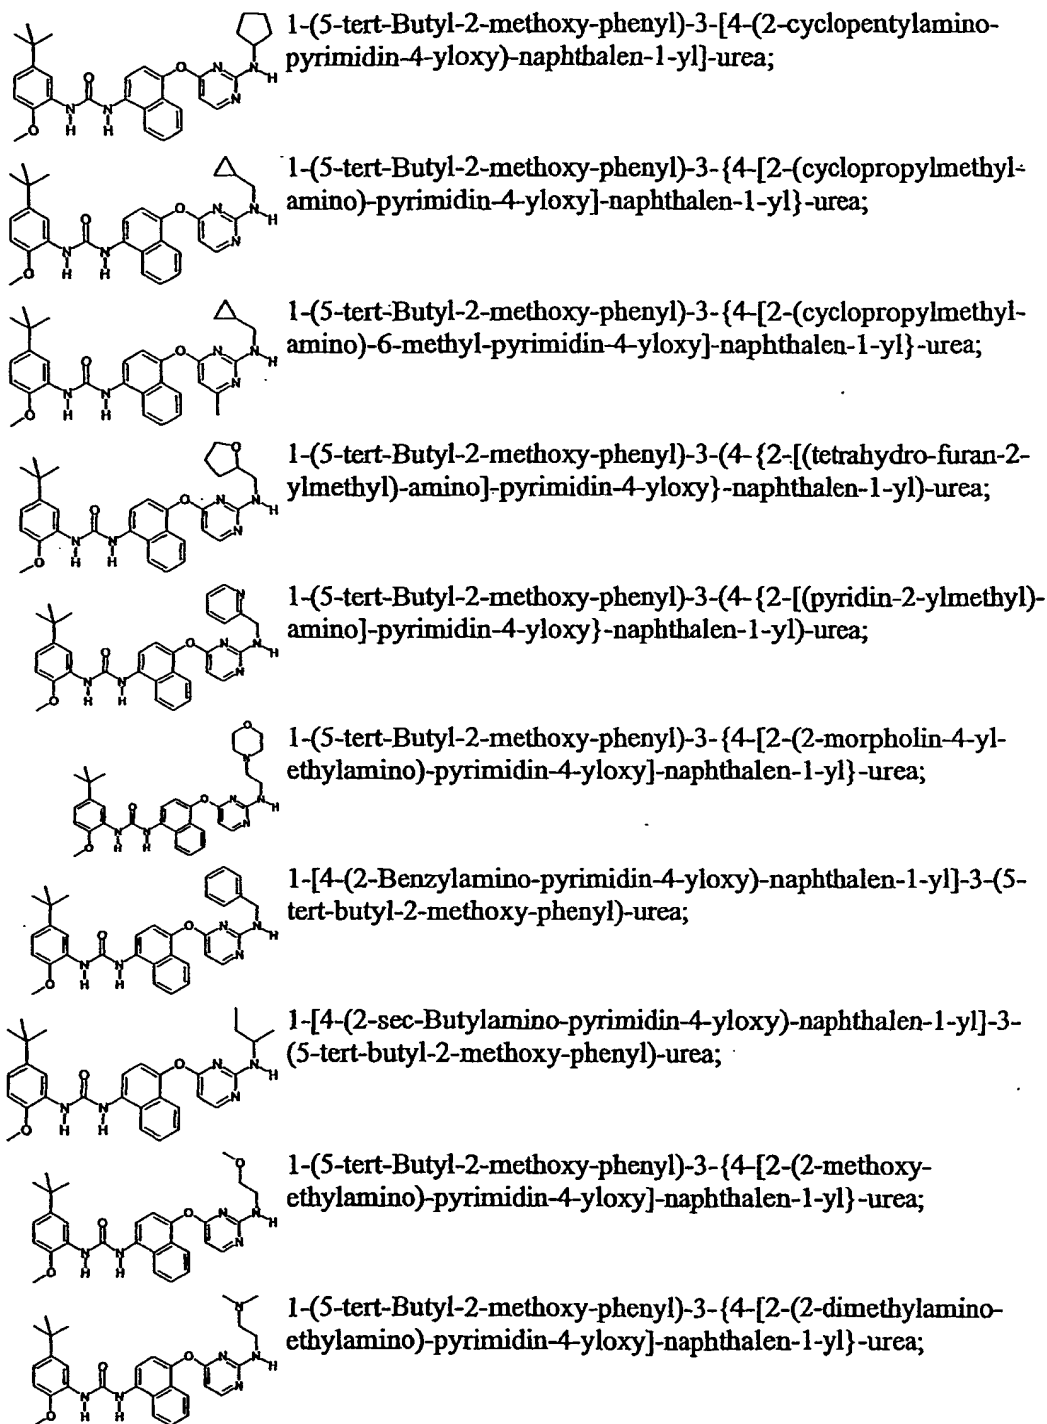 1-(5-tert-Butyl-2-methoxy-phenyl)-3-[4-(2-cyclopentylamino-
pyrimidin-4-yloxy)-naphthalen-1-yl]-urea;
1-(5-tert-Butyl-2-methoxy-phenyl)-3-{4-[2-(cyclopropylmethyl-
amino)-pyrimidin-4-yloxy]-naphthalen-1-yl}-urea;
1-(5-tert-Butyl-2-methoxy-phenyl)-3-{4-[2-(cyclopropylmethyl-
amino)-6-methyl-pyrimidin-4-yloxy]-naphthalen-1-yl}-urea;
1-(5-tert-Butyl-2-methoxy-phenyl)-3-(4-{2-[(tetrahydro-furan-2-
ylmethyl)-amino]-pyrimidin-4-yloxy}-naphthalen-1-yl)-urea;
1-(5-tert-Butyl-2-methoxy-phenyl)-3-(4-{2-[(pyridin-2-ylmethyl)-
amino]-pyrimidin-4-yloxy}-naphthalen-1-yl)-urea;
1-(5-tert-Butyl-2-methoxy-phenyl)-3-{4-[2-(2-morpholin-4-yl-
ethylamino)-pyrimidin-4-yloxy]-naphthalen-1-yl}-urea;
1-[4-(2-Benzylamino-pyrimidin-4-yloxy)-naphthalen-1-yl]-3-(5-
tert-butyl-2-methoxy-phenyl)-urea;
1-[4-(2-sec-Butylamino-pyrimidin-4-yloxy)-naphthalen-1-yl]-3-
(5-tert-butyl-2-methoxy-phenyl)-urea;
1-(5-tert-Butyl-2-methoxy-phenyl)-3-{4-[2-(2-methoxy-
ethylamino)-pyrimidin-4-yloxy]-naphthalen-1-yl}-urea;
1-(5-tert-Butyl-2-methoxy-phenyl)-3-{4-[2-(2-dimethylamino-
ethylamino)-pyrimidin-4-yloxy]-naphthalen-1-yl}-urea;